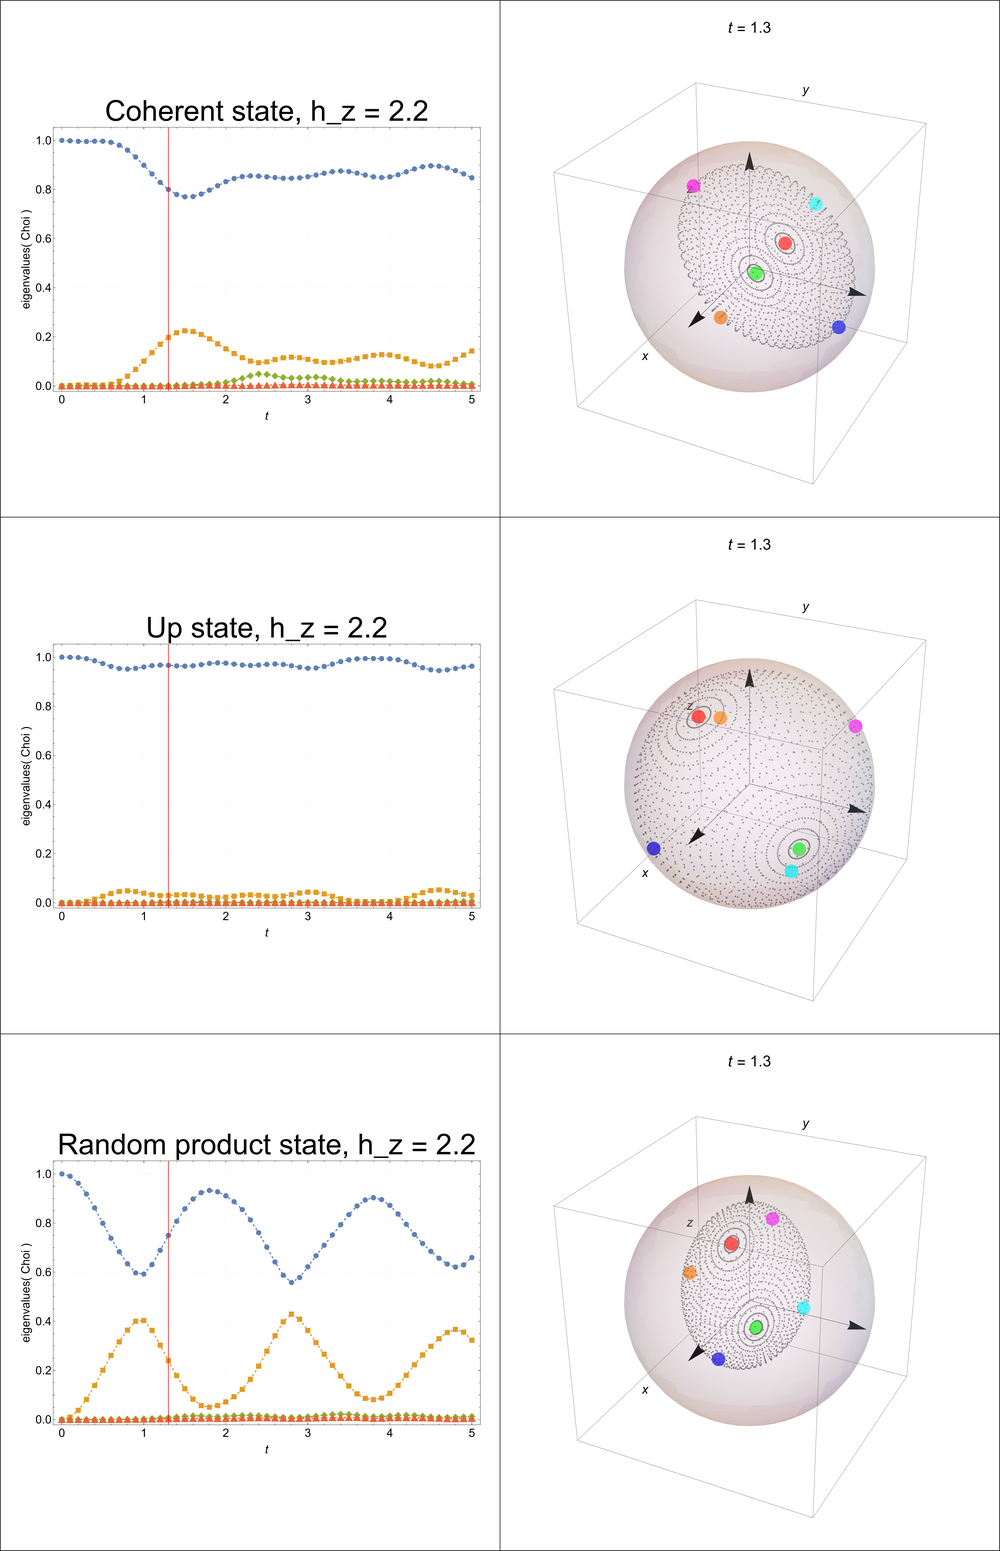 t = 1.3
y
Coherent state, h_z = 2.2
1.0
0.8
0.6
0.4
0.2
0.0
eigenvalues( Choi )
0 1 2 3 4 5
t
z
x
t = 1.3
y
Up state, h_z = 2.2
1.0
0.8
0.6
0.4
0.2
0.0
eigenvalues( Choi )
0 1 2 3 4 5
t
z
x
t = 1.3
y
Random product state, h_z = 2.2
1.0
0.8
0.6
0.4
0.2
0.0
eigenvalues( Choi )
0 1 2 3 4 5
t
z
x